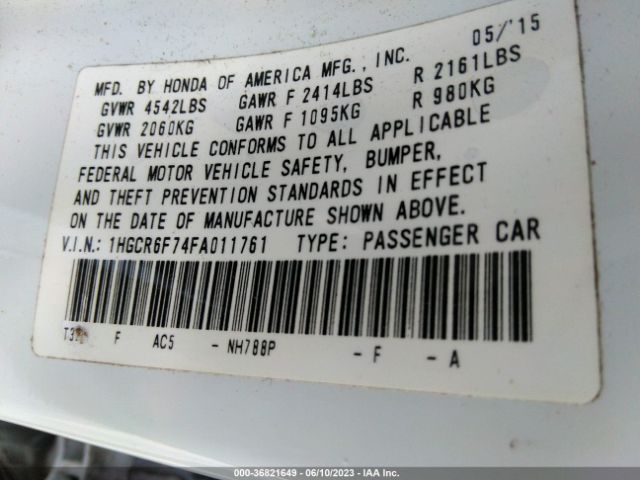 05/'15
MFD. BY HONDA OF AMERICA MFG., INC.
GVWR 4542LBS GAWR F 2414LBS R 2161LBS
GVWR 2060KG GAWR F 1095KG R 980KG
THIS VEHICLE CONFORMS TO ALL APPLICABLE
FEDERAL MOTOR VEHICLE SAFETY, BUMPER,
AND THEFT PREVENTION STANDARDS IN EFFECT
ON THE DATE OF MANUFACTURE SHOWN ABOVE.
V.I.N.: 1HGCR6F74FA011761 TYPE: PASSENGER CAR
F AC5 - NH788P - F - A
000-36821649 - 06/10/2023 - IAA Inc.